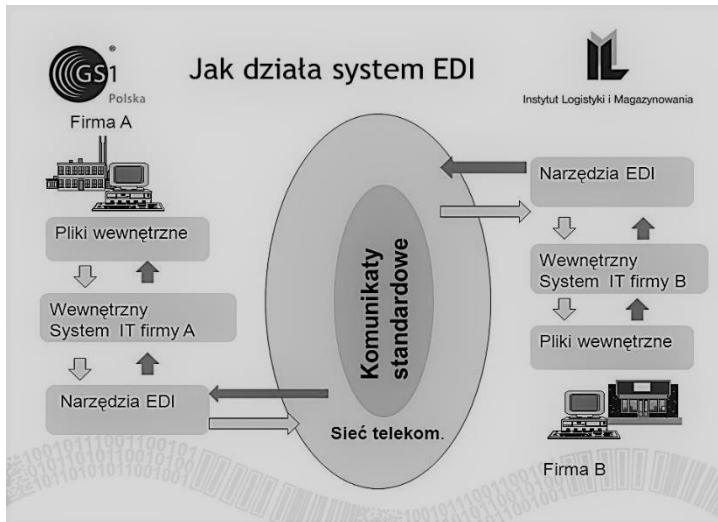 GS1
®
Polska
Jak działa system EDI
Instytut Logistyki i Magazynowania
Firma A
Pliki wewnętrzne
Wewnętrzny
System IT firmy A
Narzędzia EDI
Komunikaty
standardowe
Sieć telekom.
Narzędzia EDI
Wewnętrzny
System IT firmy B
Pliki wewnętrzne
Firma B